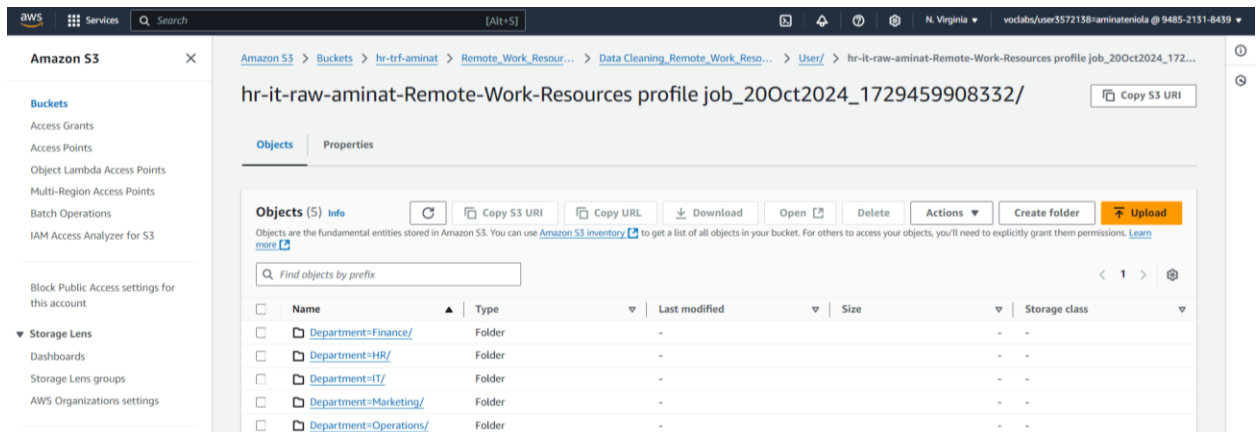 aws Services Search [Alt+S] N. Virginia voclabs/user3572138=aminateniola @ 9485-2131-8439
Amazon S3
Buckets
Access Grants
Access Points
Object Lambda Access Points
Multi-Region Access Points
Batch Operations
IAM Access Analyzer for S3
Block Public Access settings for
this account
Storage Lens
Dashboards
Storage Lens groups
AWS Organizations settings
Amazon S3 > Buckets > hr-trf-aminat > Remote_Work_Resour... > Data Cleaning_Remote_Work_Reso... > User/ > hr-it-raw-aminat-Remote-Work-Resources profile job_20Oct2024_172...
hr-it-raw-aminat-Remote-Work-Resources profile job_20Oct2024_1729459908332/ Copy S3 URI
Objects Properties
Objects (5) Info Copy S3 URI Copy URL Download Open Delete Actions Create folder Upload
Objects are the fundamental entities stored in Amazon S3. You can use Amazon S3 inventory to get a list of all objects in your bucket. For others to access your objects, you'll need to explicitly grant them permissions. Learn
more
Find objects by prefix < 1 >
Name Type Last modified Size Storage class
Department=Finance/ Folder - - -
Department=HR/ Folder - - -
Department=IT/ Folder - - -
Department=Marketing/ Folder - - -
Department=Operations/ Folder - - -